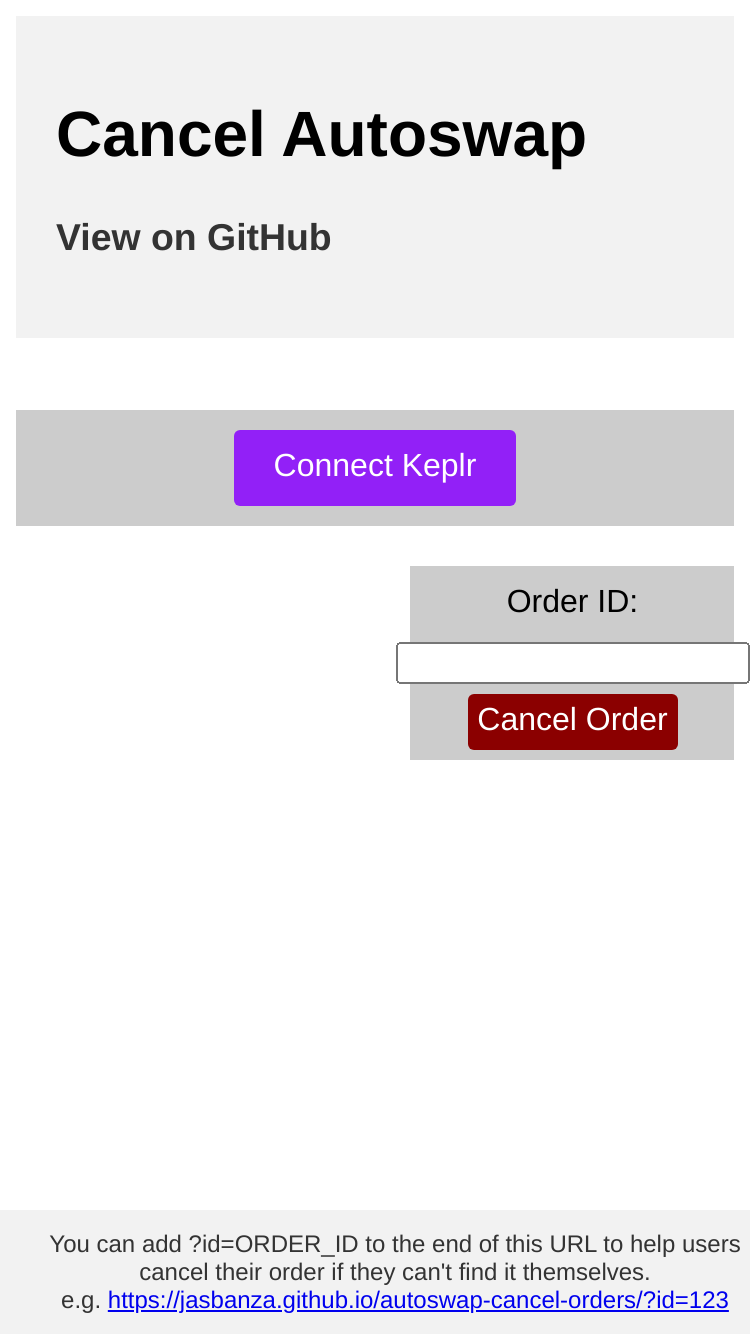 Cancel Autoswap
View on GitHub
Connect Keplr
Order ID:
Cancel Order
You can add ?id=ORDER_ID to the end of this URL to help users
cancel their order if they can't find it themselves.
e.g. https://jasbanza.github.io/autoswap-cancel-orders/?id=123